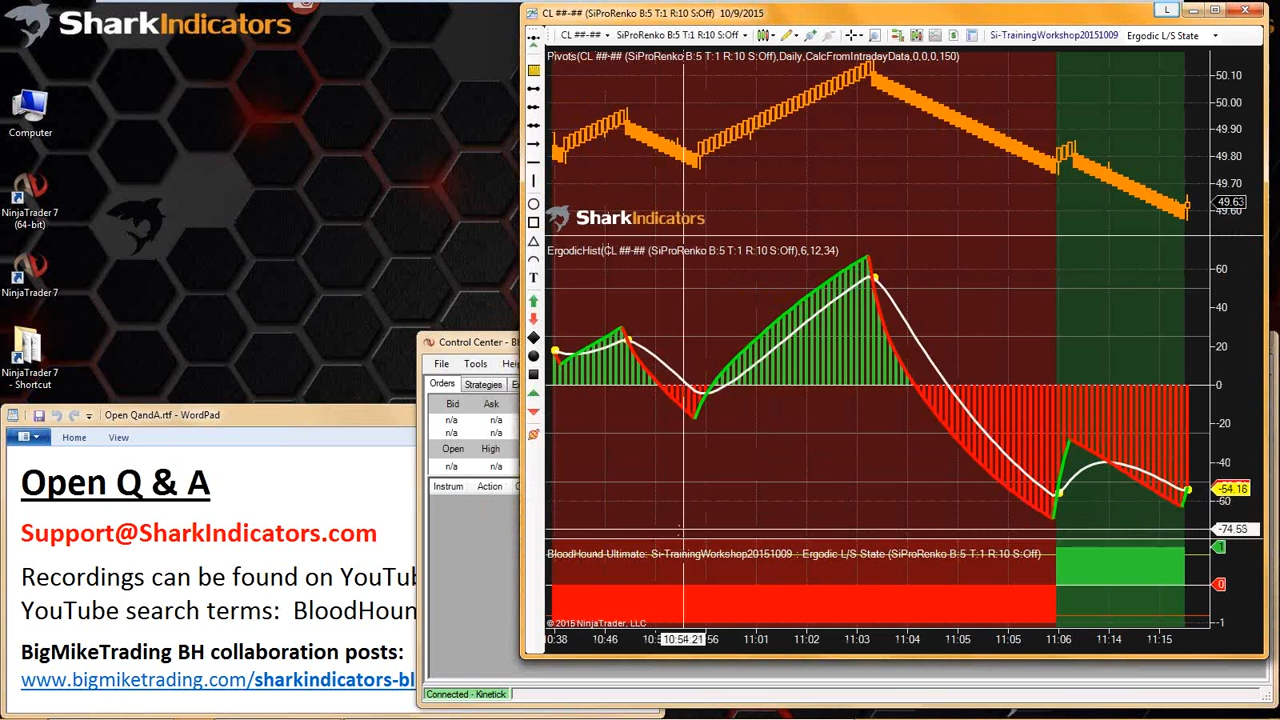 SharkIndicators
Computer
NinjaTrader 7
(64-bit)
NinjaTrader 7
NinjaTrader 7
- Shortcut
CL ##-## (SiProRenko B:5 T:1 R:10 S:Off) 10/9/2015
L
CL ##-##
SiProRenko B:5 T:1 R:10 S:Off
Si-TrainingWorkshop20151009
Ergodic L/S State
Pivots(CL ##-## (SiProRenko B:5 T:1 R:10 S:Off),Daily,CalcFromIntradayData,0,0,0,150)
50.10
50.00
49.90
49.80
49.70
49.63
49.60
SharkIndicators
ErgodicHist(CL ##-## (SiProRenko B:5 T:1 R:10 S:Off),6,12,34)
60
40
20
0
-20
-40
-54.16
-60
-74.55
BloodHound Ultimate: Si-TrainingWorkshop20151009 : Ergodic L/S State (SiProRenko B:5 T:1 R:10 S:Off)
1
0
-1
© 2015 NinjaTrader, LLC
10:38 10:46 10:54:21 11:01 11:02 11:03 11:04 11:05 11:05 11:06 11:14 11:15
Control Center -
File Tools
Orders Strategies
Bid Ask
n/a n/a
n/a n/a
Open High
n/a n/a
Instrum Action
Connected - Kinetick
Open QandA.rtf - WordPad
Home View
Open Q & A
Support@SharkIndicators.com
Recordings can be found on YouTu
YouTube search terms: BloodHoun
BigMikeTrading BH collaboration posts:
www.bigmiketrading.com/sharkindicators-bl